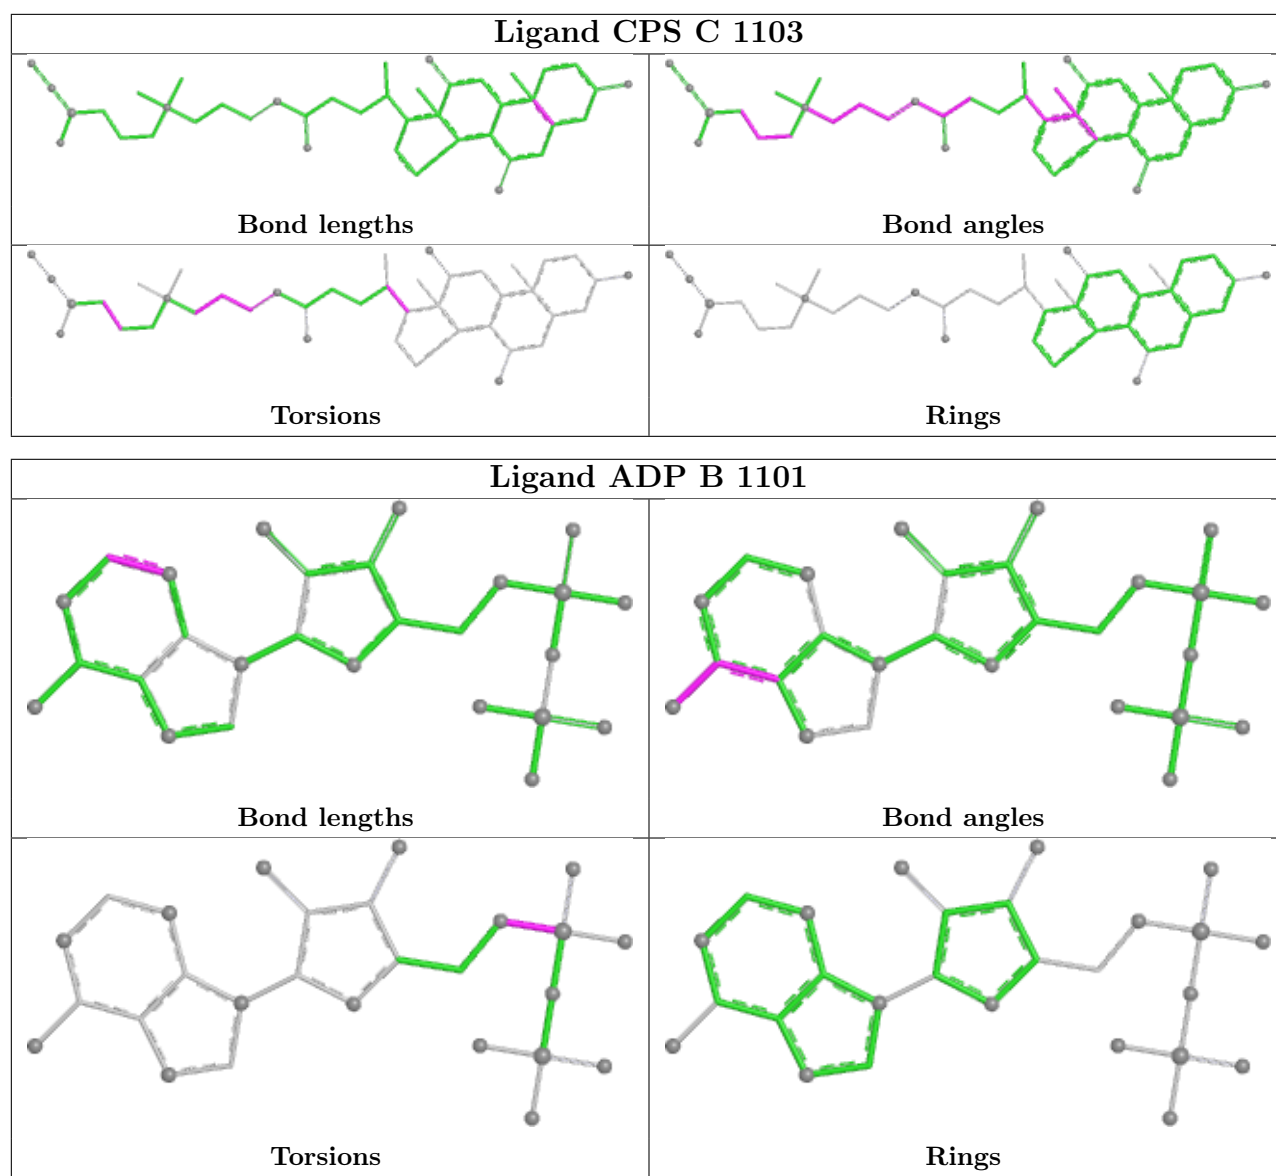 Ligand CPS C 1103
Bond lengths
Bond angles
Torsions
Rings
Ligand ADP B 1101
Bond lengths
Bond angles
Torsions
Rings